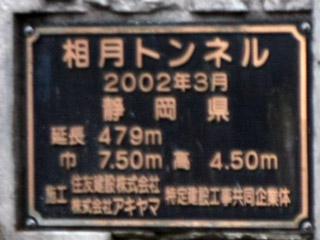 相月トンネル
2002年3月
静岡県
延長 479m
巾 7.50m 高 4.50m
施工 住友建設株式会社 株式会社アキヤマ 特定建設工事共同企業体